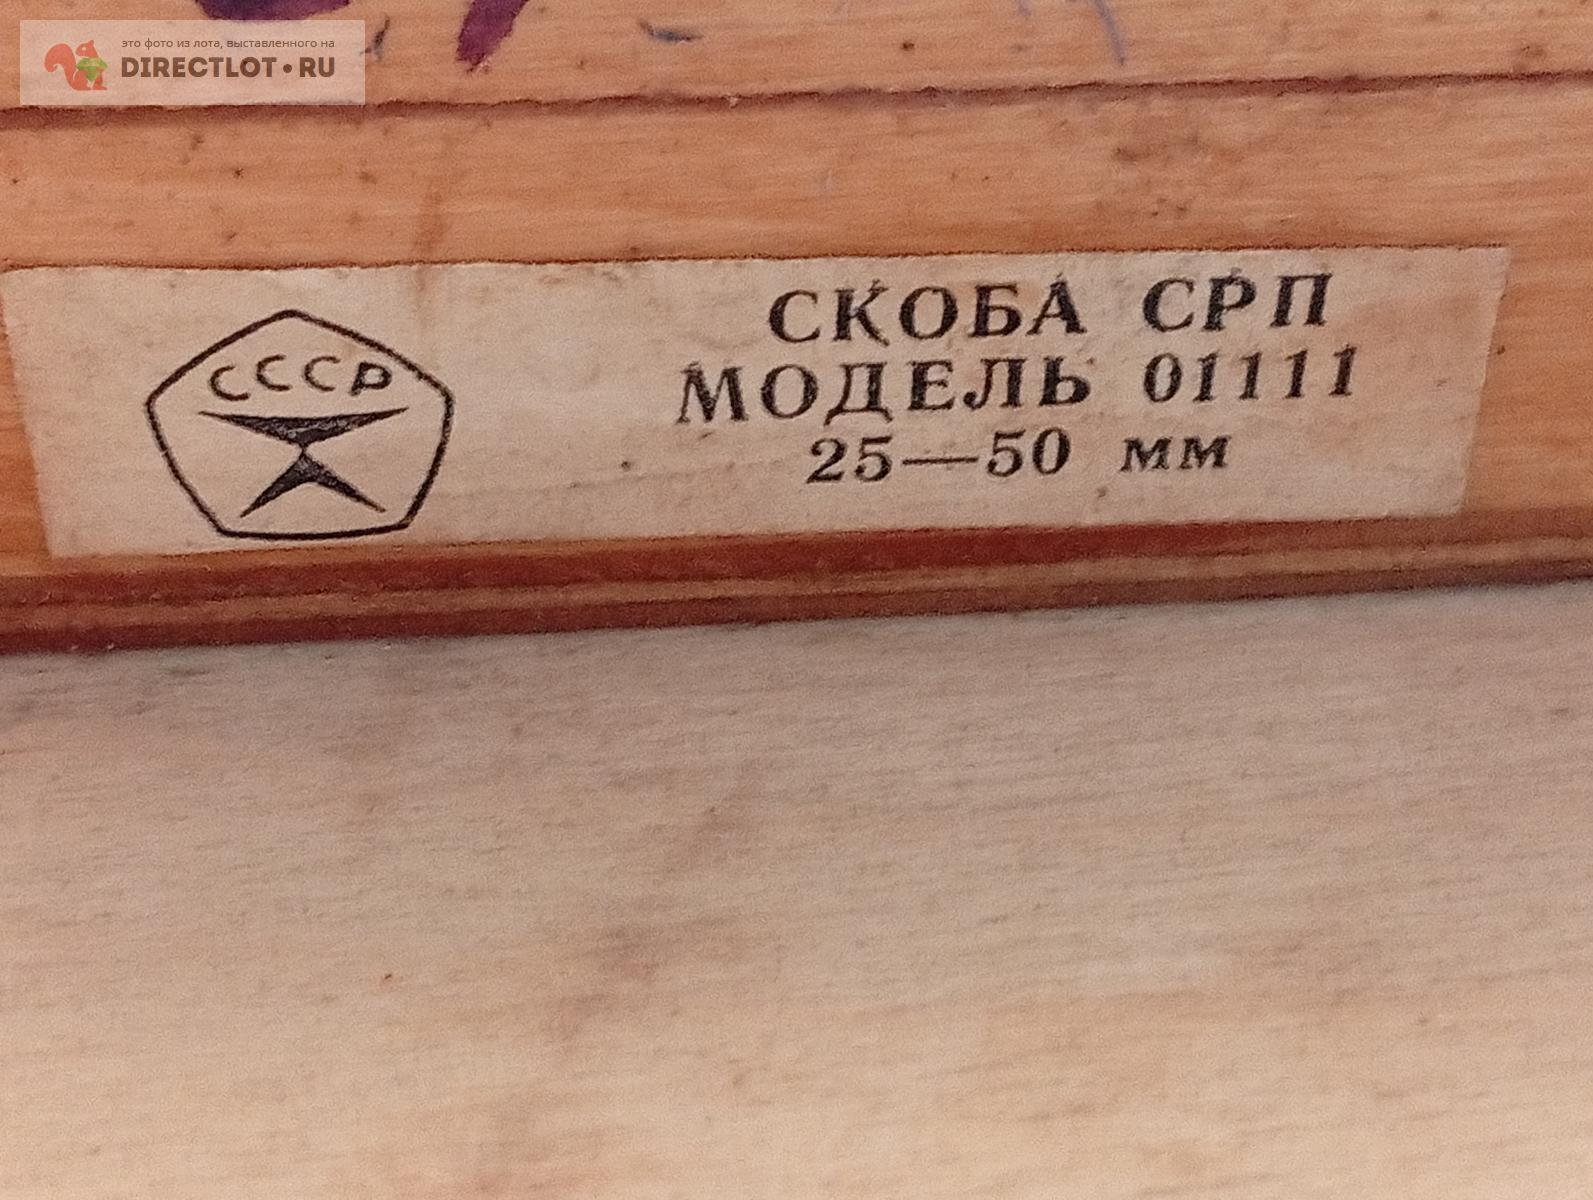 это фото из лота, выставленного на
DIRECTLOT•RU
СССР
СКОБА СРП
МОДЕЛЬ 01111
25—50 мм